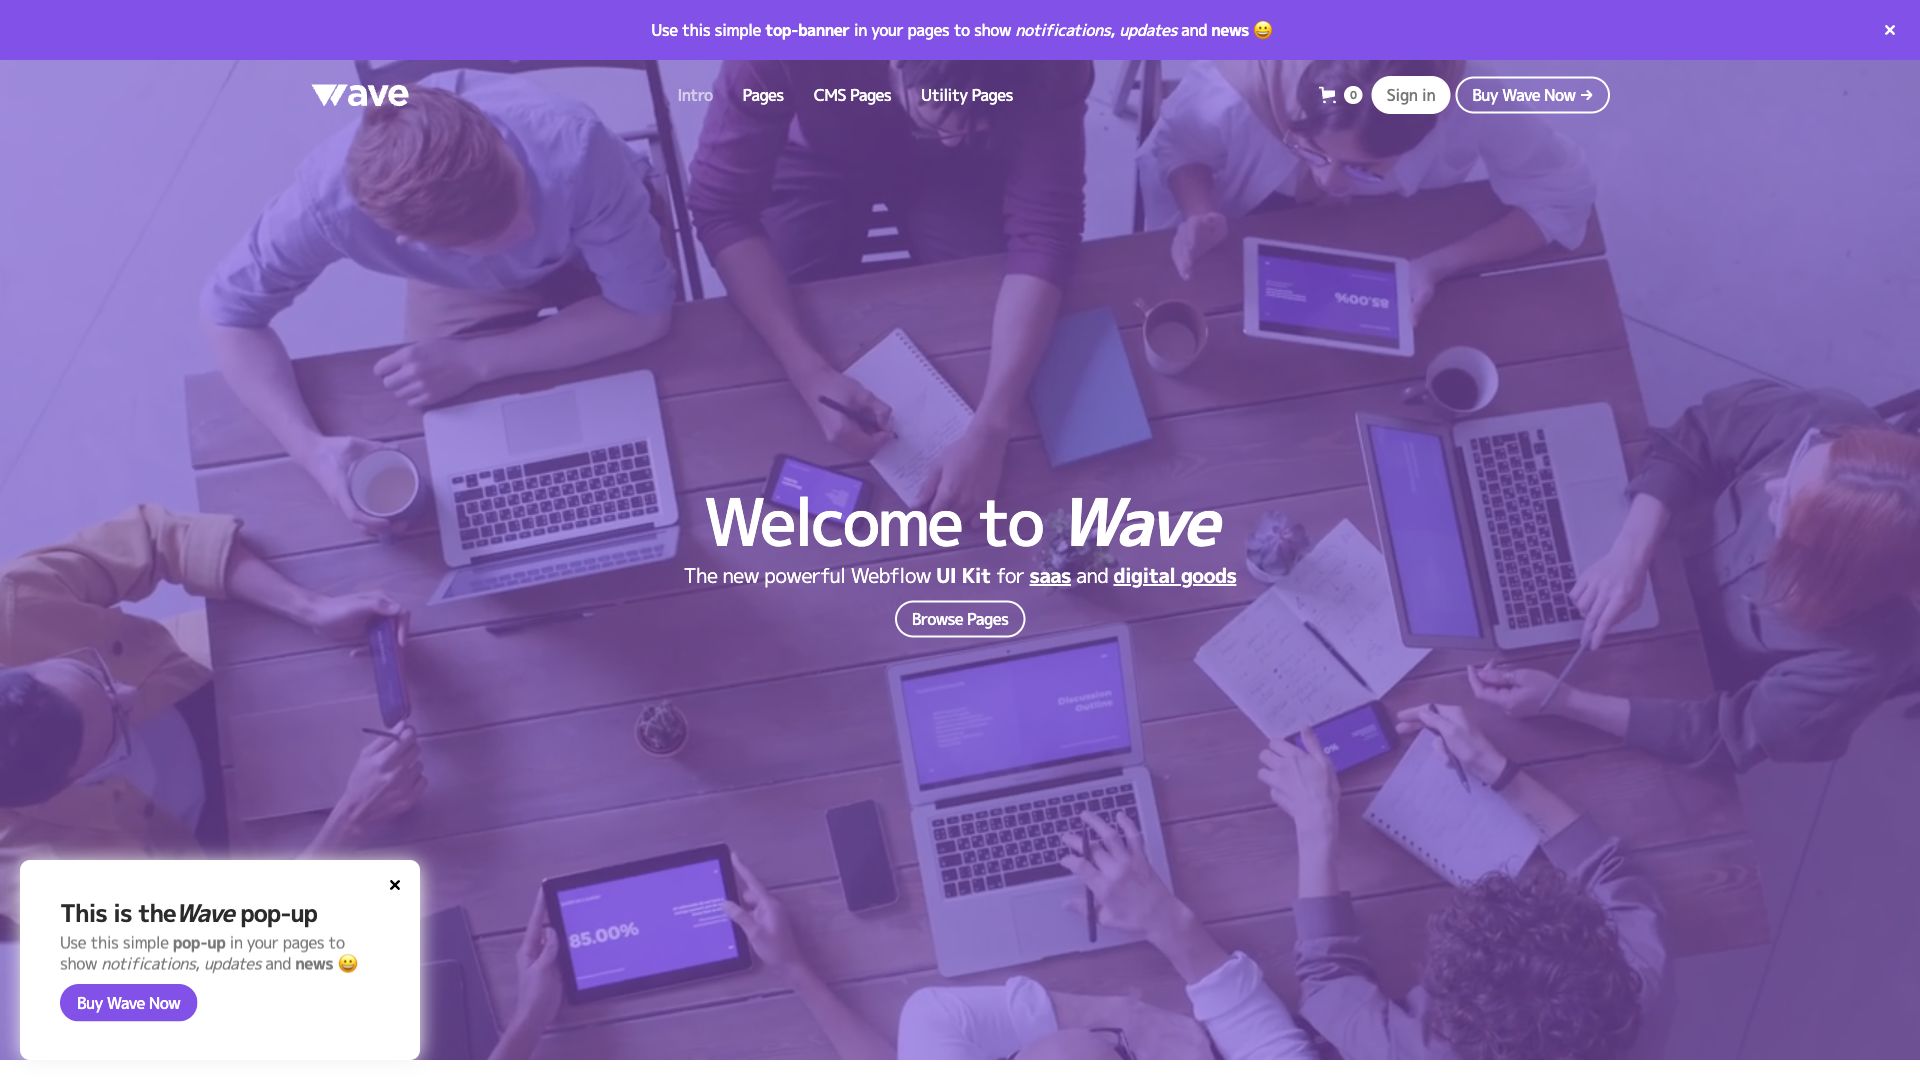 Use this simple top-banner in your pages to show notifications, updates and news 😀
Wave
Intro
Pages
CMS Pages
Utility Pages
0
Sign in
Buy Wave Now →
85.00%
Welcome to Wave
The new powerful Webflow UI Kit for saas and digital goods
Browse Pages
Discussion
Outline
85.00%
This is the Wave pop-up
Use this simple pop-up in your pages to
show notifications, updates and news 😀
Buy Wave Now